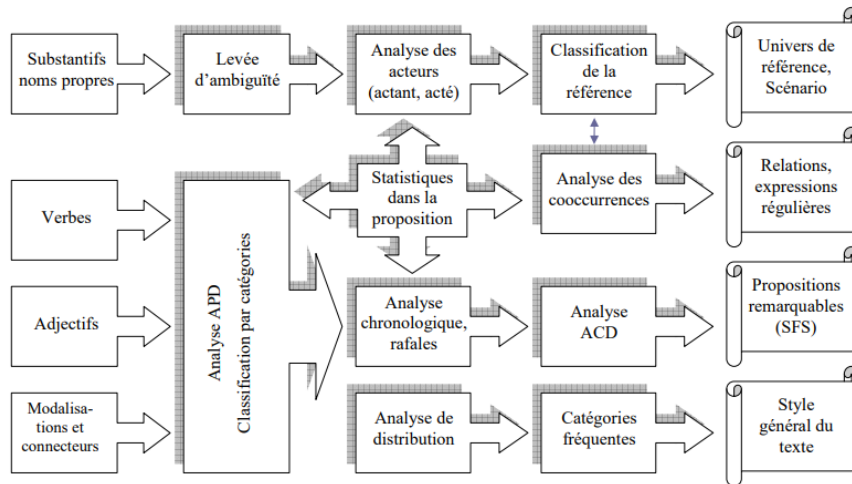 Substantifs
noms propres
Levée
d'ambiguïté
Analyse des
acteurs
(actant, acté)
Classification
de la
référence
Univers de
référence,
Scénario
Verbes
Adjectifs
Modalisa-
tions et
connecteurs
Analyse APD
Classification par catégories
Statistiques
dans la
proposition
Analyse des
cooccurrences
Relations,
expressions
régulières
Analyse
chronologique,
rafales
Analyse
ACD
Propositions
remarquables
(SFS)
Analyse de
distribution
Catégories
fréquentes
Style
général du
texte